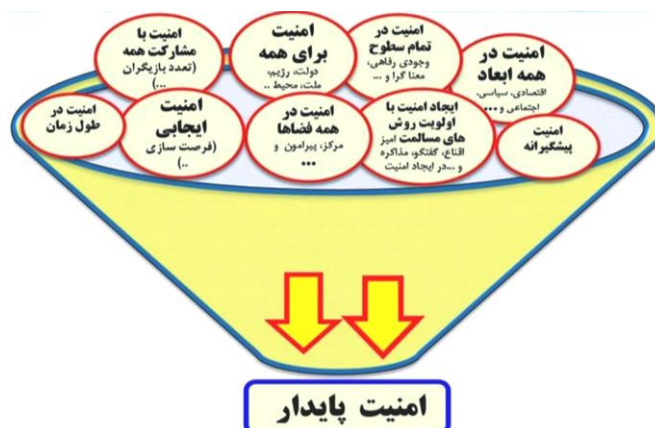 امنیت در
همه ابعاد
اقتصادی، سیاسی،
اجتماعی و ...
امنیت در
تمام سطوح
وجودی رفاهی،
معنا گرا و ...
امنیت
برای همه
دولت، رژیم،
ملت، محیط ..
امنیت با
مشارکت همه
(تعدد بازیگران
...)
امنیت
پیشگیرانه
ایجاد امنیت با
اولویت روش
های مسالمت آمیز
اقناع، گفتگو، مذاکره
و ...در ایجاد امنیت
امنیت در
همه فضاها
مرکز، پیرامون و
...
امنیت
ایجابی
(فرصت سازی
..)
امنیت در
طول زمان
امنیت پایدار